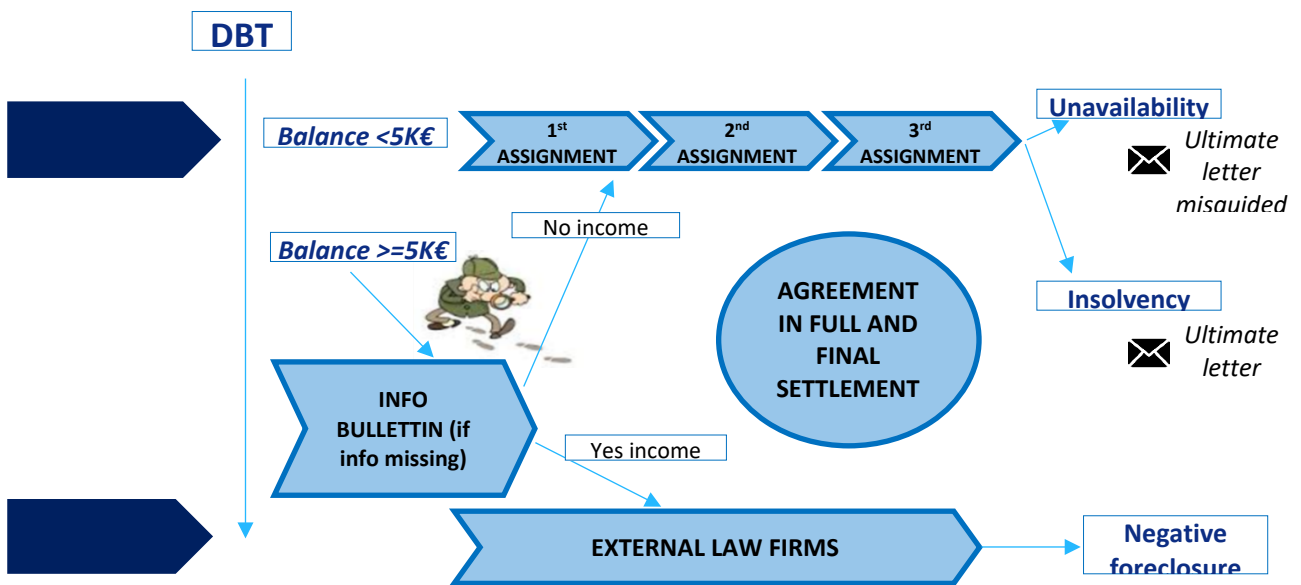 DBT
Balance <5K€
1st
ASSIGNMENT
2nd
ASSIGNMENT
3rd
ASSIGNMENT
Unavailability
Ultimate
letter
misguided
No income
Balance >=5K€
AGREEMENT
IN FULL AND
FINAL
SETTLEMENT
Insolvency
Ultimate
letter
INFO
BULLETTIN (if
info missing)
Yes income
EXTERNAL LAW FIRMS
Negative
foreclosure